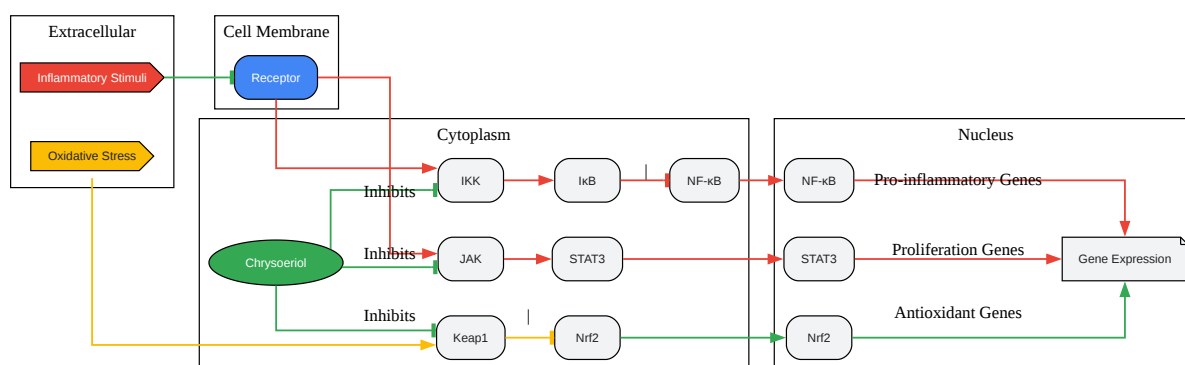 Extracellular
Cell Membrane
Inflammatory Stimuli
Receptor
Cytoplasm
Nucleus
Oxidative Stress
|
IKK
IκB
NF-κB
NF-κB
Pro-inflammatory Genes
Inhibits
Inhibits
Proliferation Genes
Chrysoeriol
JAK
STAT3
STAT3
Gene Expression
Inhibits
|
Antioxidant Genes
Keap1
Nrf2
Nrf2